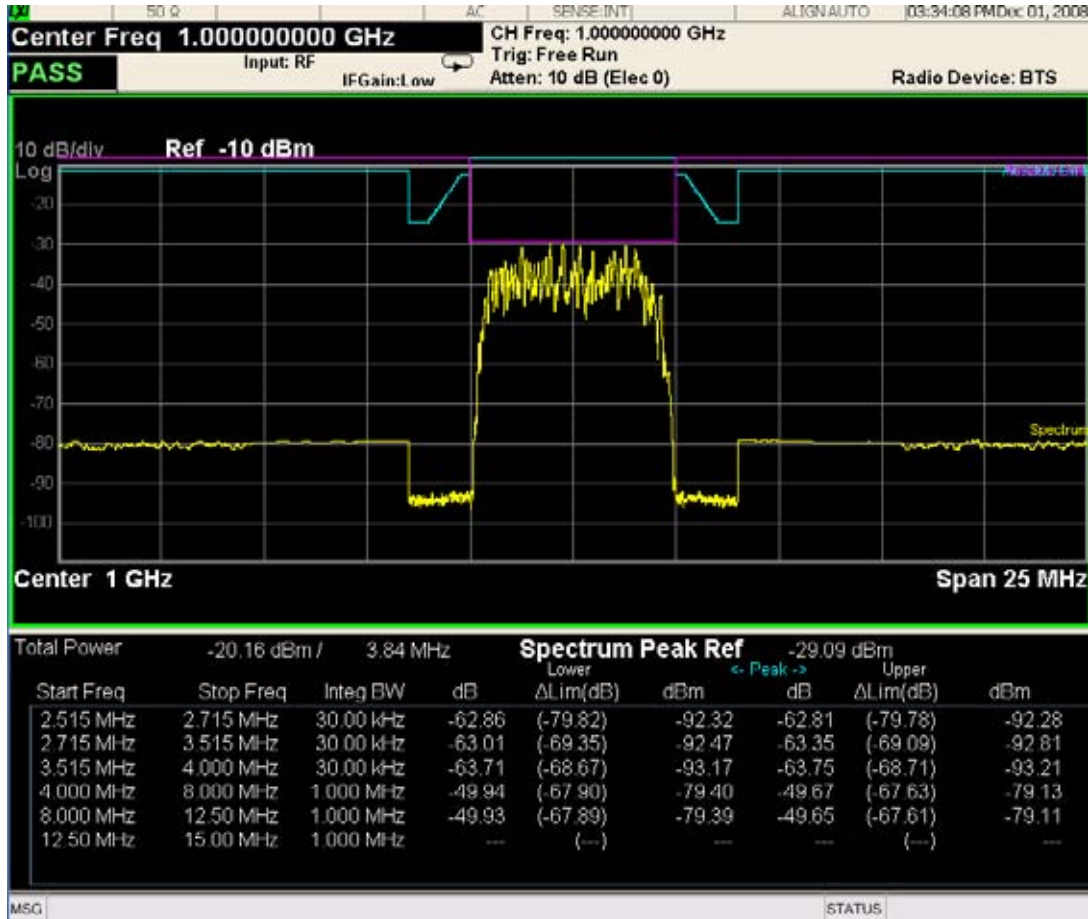 50 Ω AC SENSE:INT ALIGN AUTO 03:34:08 PM Dec 01, 2008
Center Freq 1.000000000 GHz CH Freq: 1.000000000 GHz
Input: RF Trig: Free Run
PASS IFGain:Low Atten: 10 dB (Elec 0) Radio Device: BTS
10 dB/div Ref -10 dBm
Log
-20
-30
-40
-50
-60
-70
Spectrum
-80
-90
-100
Center 1 GHz Span 25 MHz
Total Power -20.16 dBm / 3.84 MHz Spectrum Peak Ref -29.09 dBm
Lower <- Peak -> Upper
Start Freq Stop Freq Integ BW dB ΔLim(dB) dBm dB ΔLim(dB) dBm
2.515 MHz 2.715 MHz 30.00 kHz -62.86 (-79.82) -92.32 -62.81 (-79.78) -92.28
2.715 MHz 3.515 MHz 30.00 kHz -63.01 (-69.35) -92.47 -63.35 (-69.09) -92.81
3.515 MHz 4.000 MHz 30.00 kHz -63.71 (-68.67) -93.17 -63.75 (-68.71) -93.21
4.000 MHz 8.000 MHz 1.000 MHz -49.94 (-67.90) -79.40 -49.67 (-67.63) -79.13
8.000 MHz 12.50 MHz 1.000 MHz -49.93 (-67.89) -79.39 -49.65 (-67.61) -79.11
12.50 MHz 15.00 MHz 1.000 MHz --- (---) --- --- (---) ---
MSG STATUS